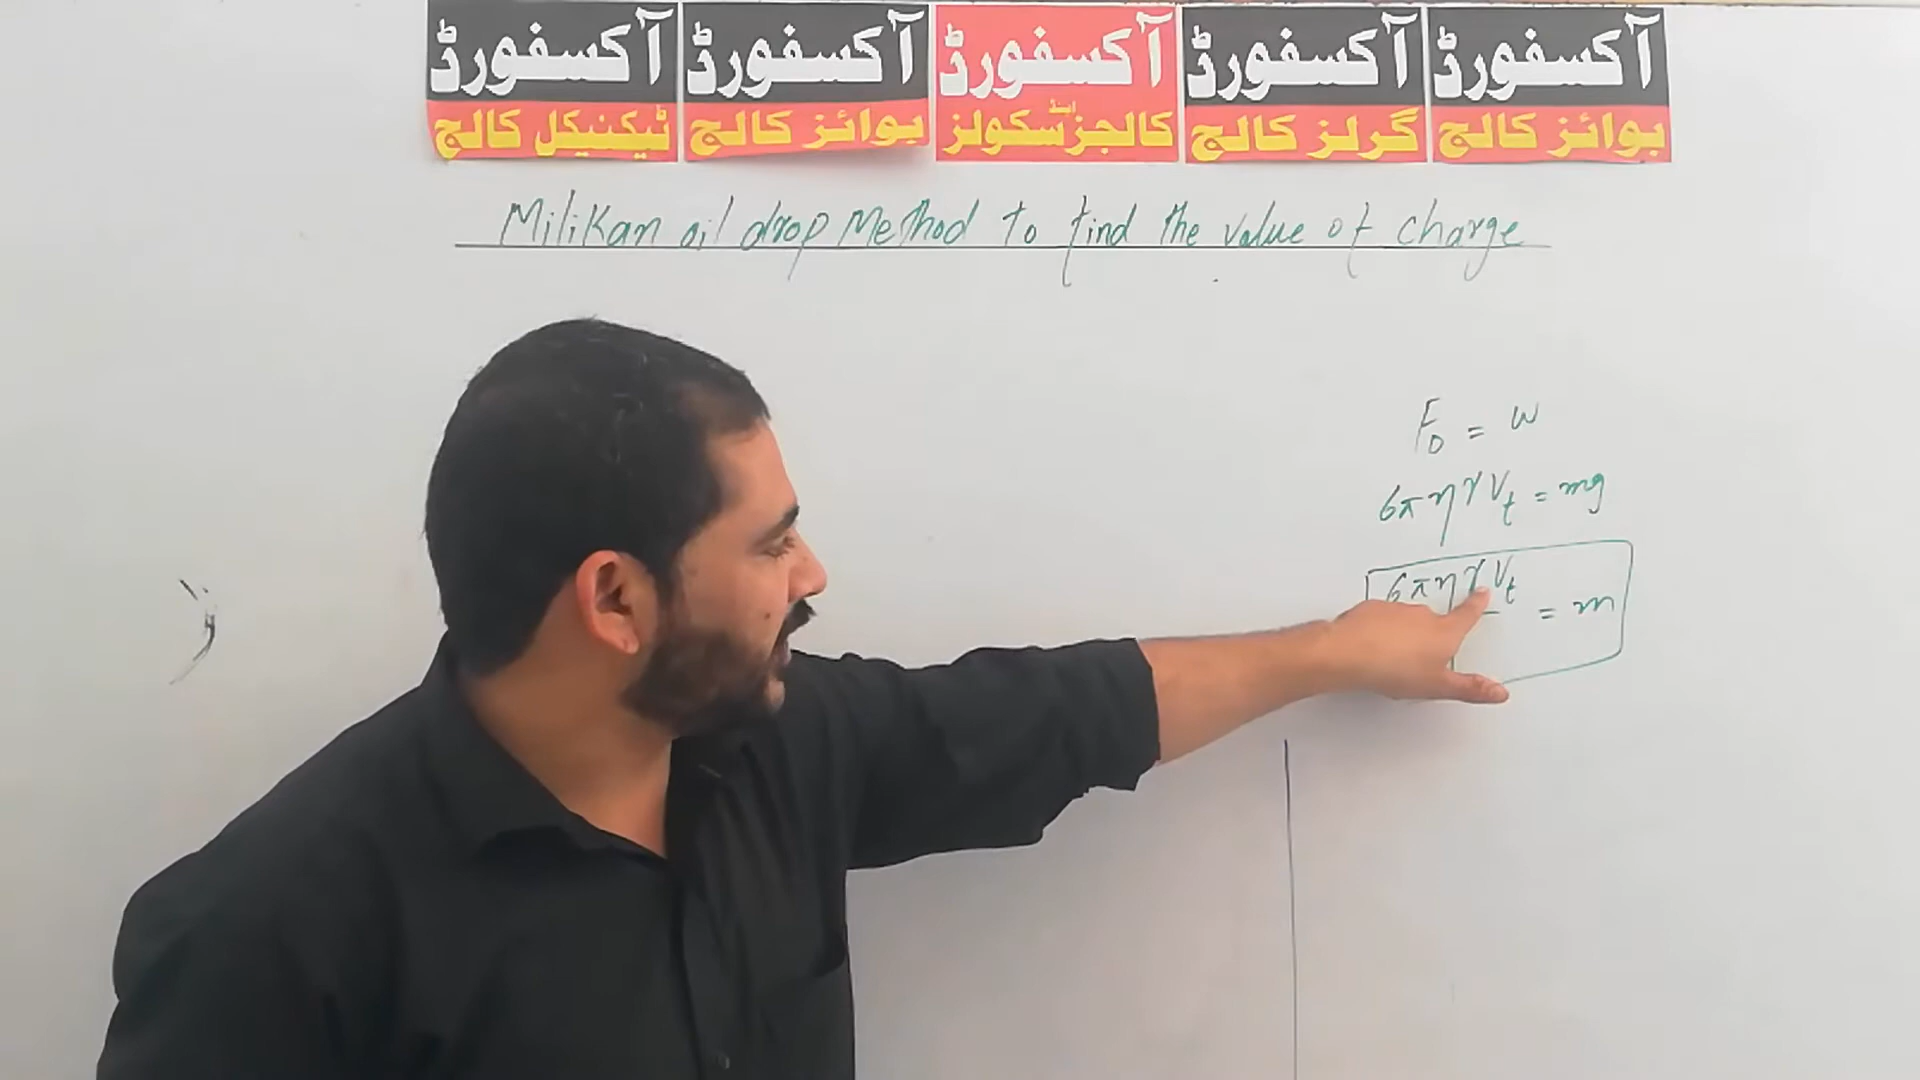 آکسفورڈ آکسفورڈ آکسفورڈ آکسفورڈ آکسفورڈ
بوائز کالج گرلز کالج کالجز اینڈ سکولز بوائز کالج ٹیکنیکل کالج
Milikan oil drop Method to find the value of charge
F_D = w
6πηrV_t = mg
6πηrV_t = m